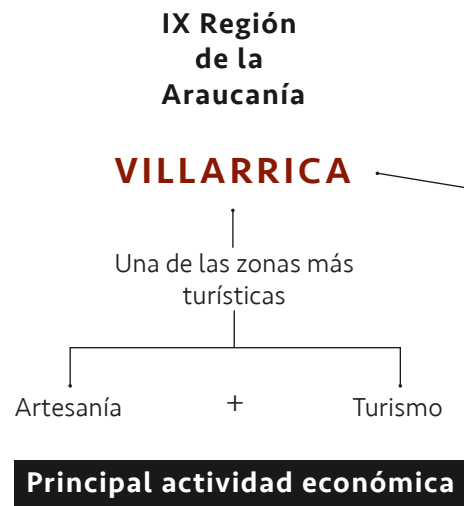 IX Región
de la
Araucanía
VILLARRICA
Una de las zonas más
turísticas
Artesanía + Turismo
Principal actividad económica